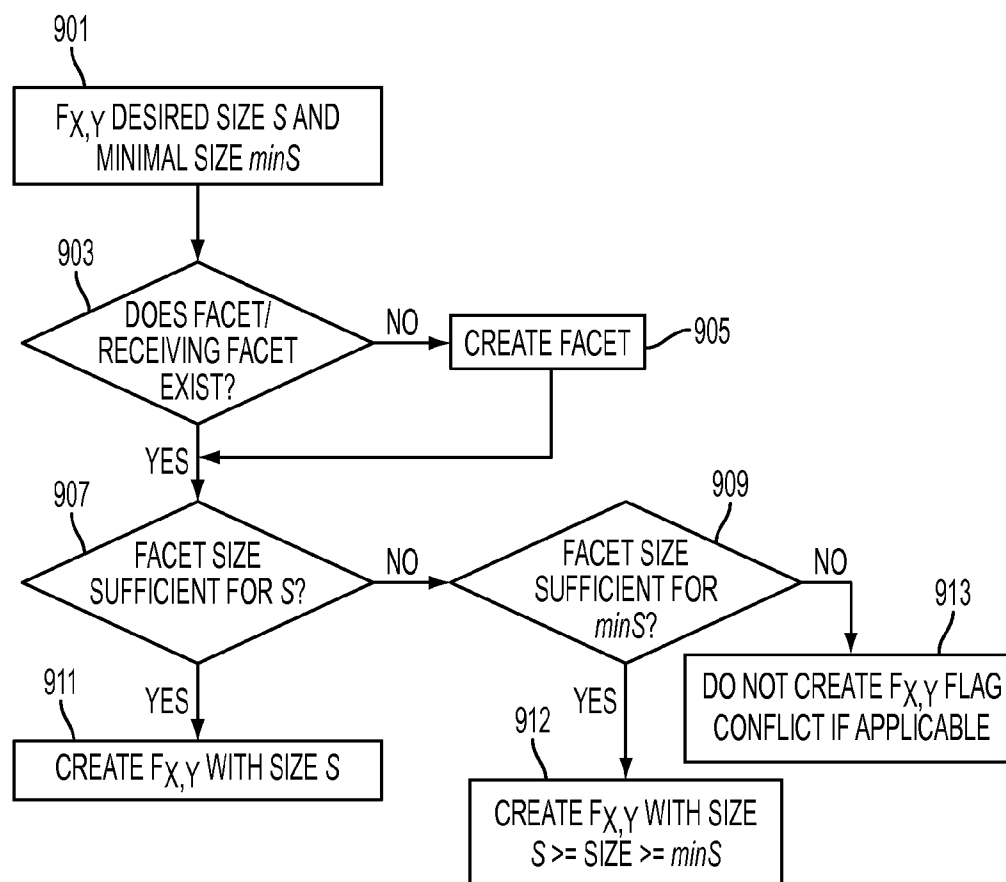 901
FX,Y DESIRED SIZE S AND
MINIMAL SIZE minS
903
DOES FACET/
RECEIVING FACET
EXIST?
NO
CREATE FACET
905
YES
907
FACET SIZE
SUFFICIENT FOR S?
NO
909
FACET SIZE
SUFFICIENT FOR
minS?
NO
913
DO NOT CREATE FX,Y FLAG
CONFLICT IF APPLICABLE
YES
911
CREATE FX,Y WITH SIZE S
YES
912
CREATE FX,Y WITH SIZE
S >= SIZE >= minS